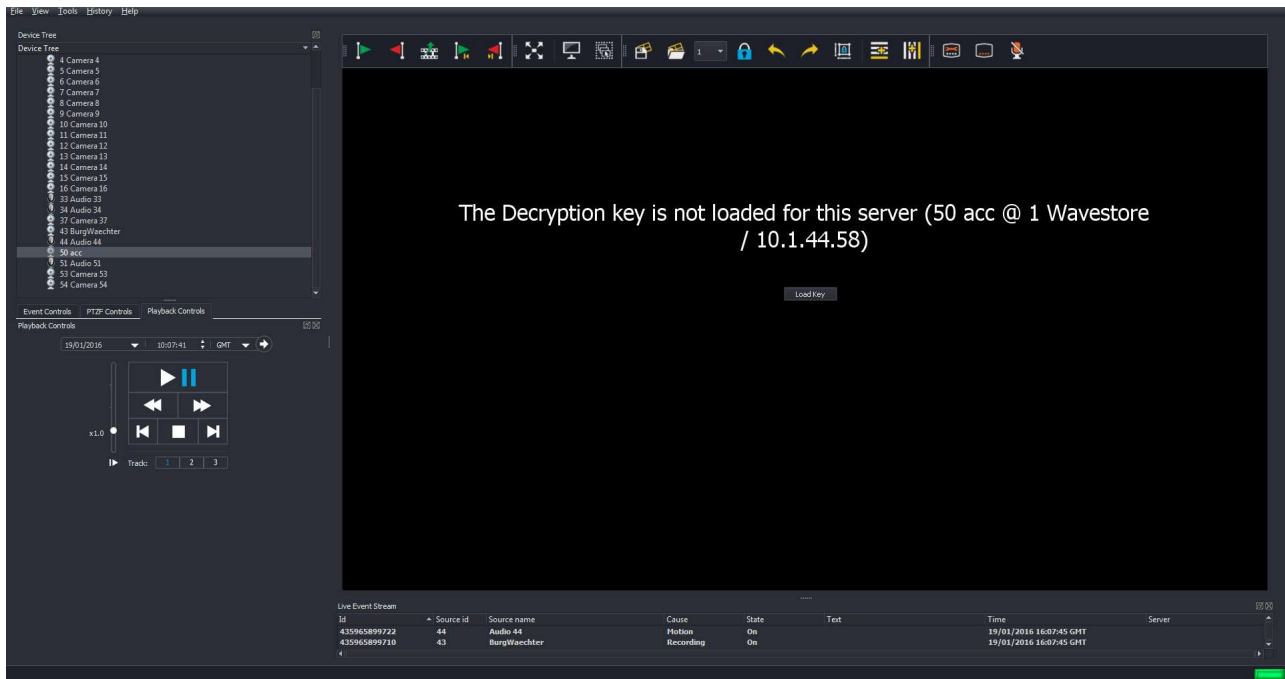 File View Tools History Help
Device Tree
Device Tree
4 Camera 4
5 Camera 5
6 Camera 6
7 Camera 7
8 Camera 8
9 Camera 9
10 Camera 10
11 Camera 11
12 Camera 12
13 Camera 13
14 Camera 14
15 Camera 15
16 Camera 16
33 Audio 33
34 Audio 34
37 Camera 37
43 BurgWaechter
44 Audio 44
50 acc
51 Audio 51
53 Camera 53
54 Camera 54
Event Controls PTZF Controls Playback Controls
Playback Controls
19/01/2016 10:07:41 GMT
x1.0
Track: 1 2 3
1
The Decryption key is not loaded for this server (50 acc @ 1 Wavestore
/ 10.1.44.58)
Load Key
Live Event Stream
Id Source id Source name Cause State Text Time Server
435965899722 44 Audio 44 Motion On 19/01/2016 16:07:45 GMT
435965899710 43 BurgWaechter Recording On 19/01/2016 16:07:45 GMT